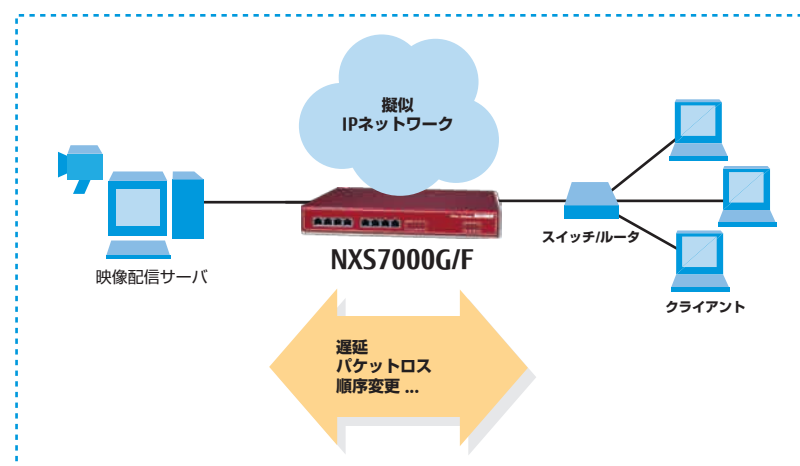 擬似
IPネットワーク
スイッチ/ルータ
NXS7000G/F
映像配信サーバ
クライアント
遅延
パケットロス
順序変更 ...